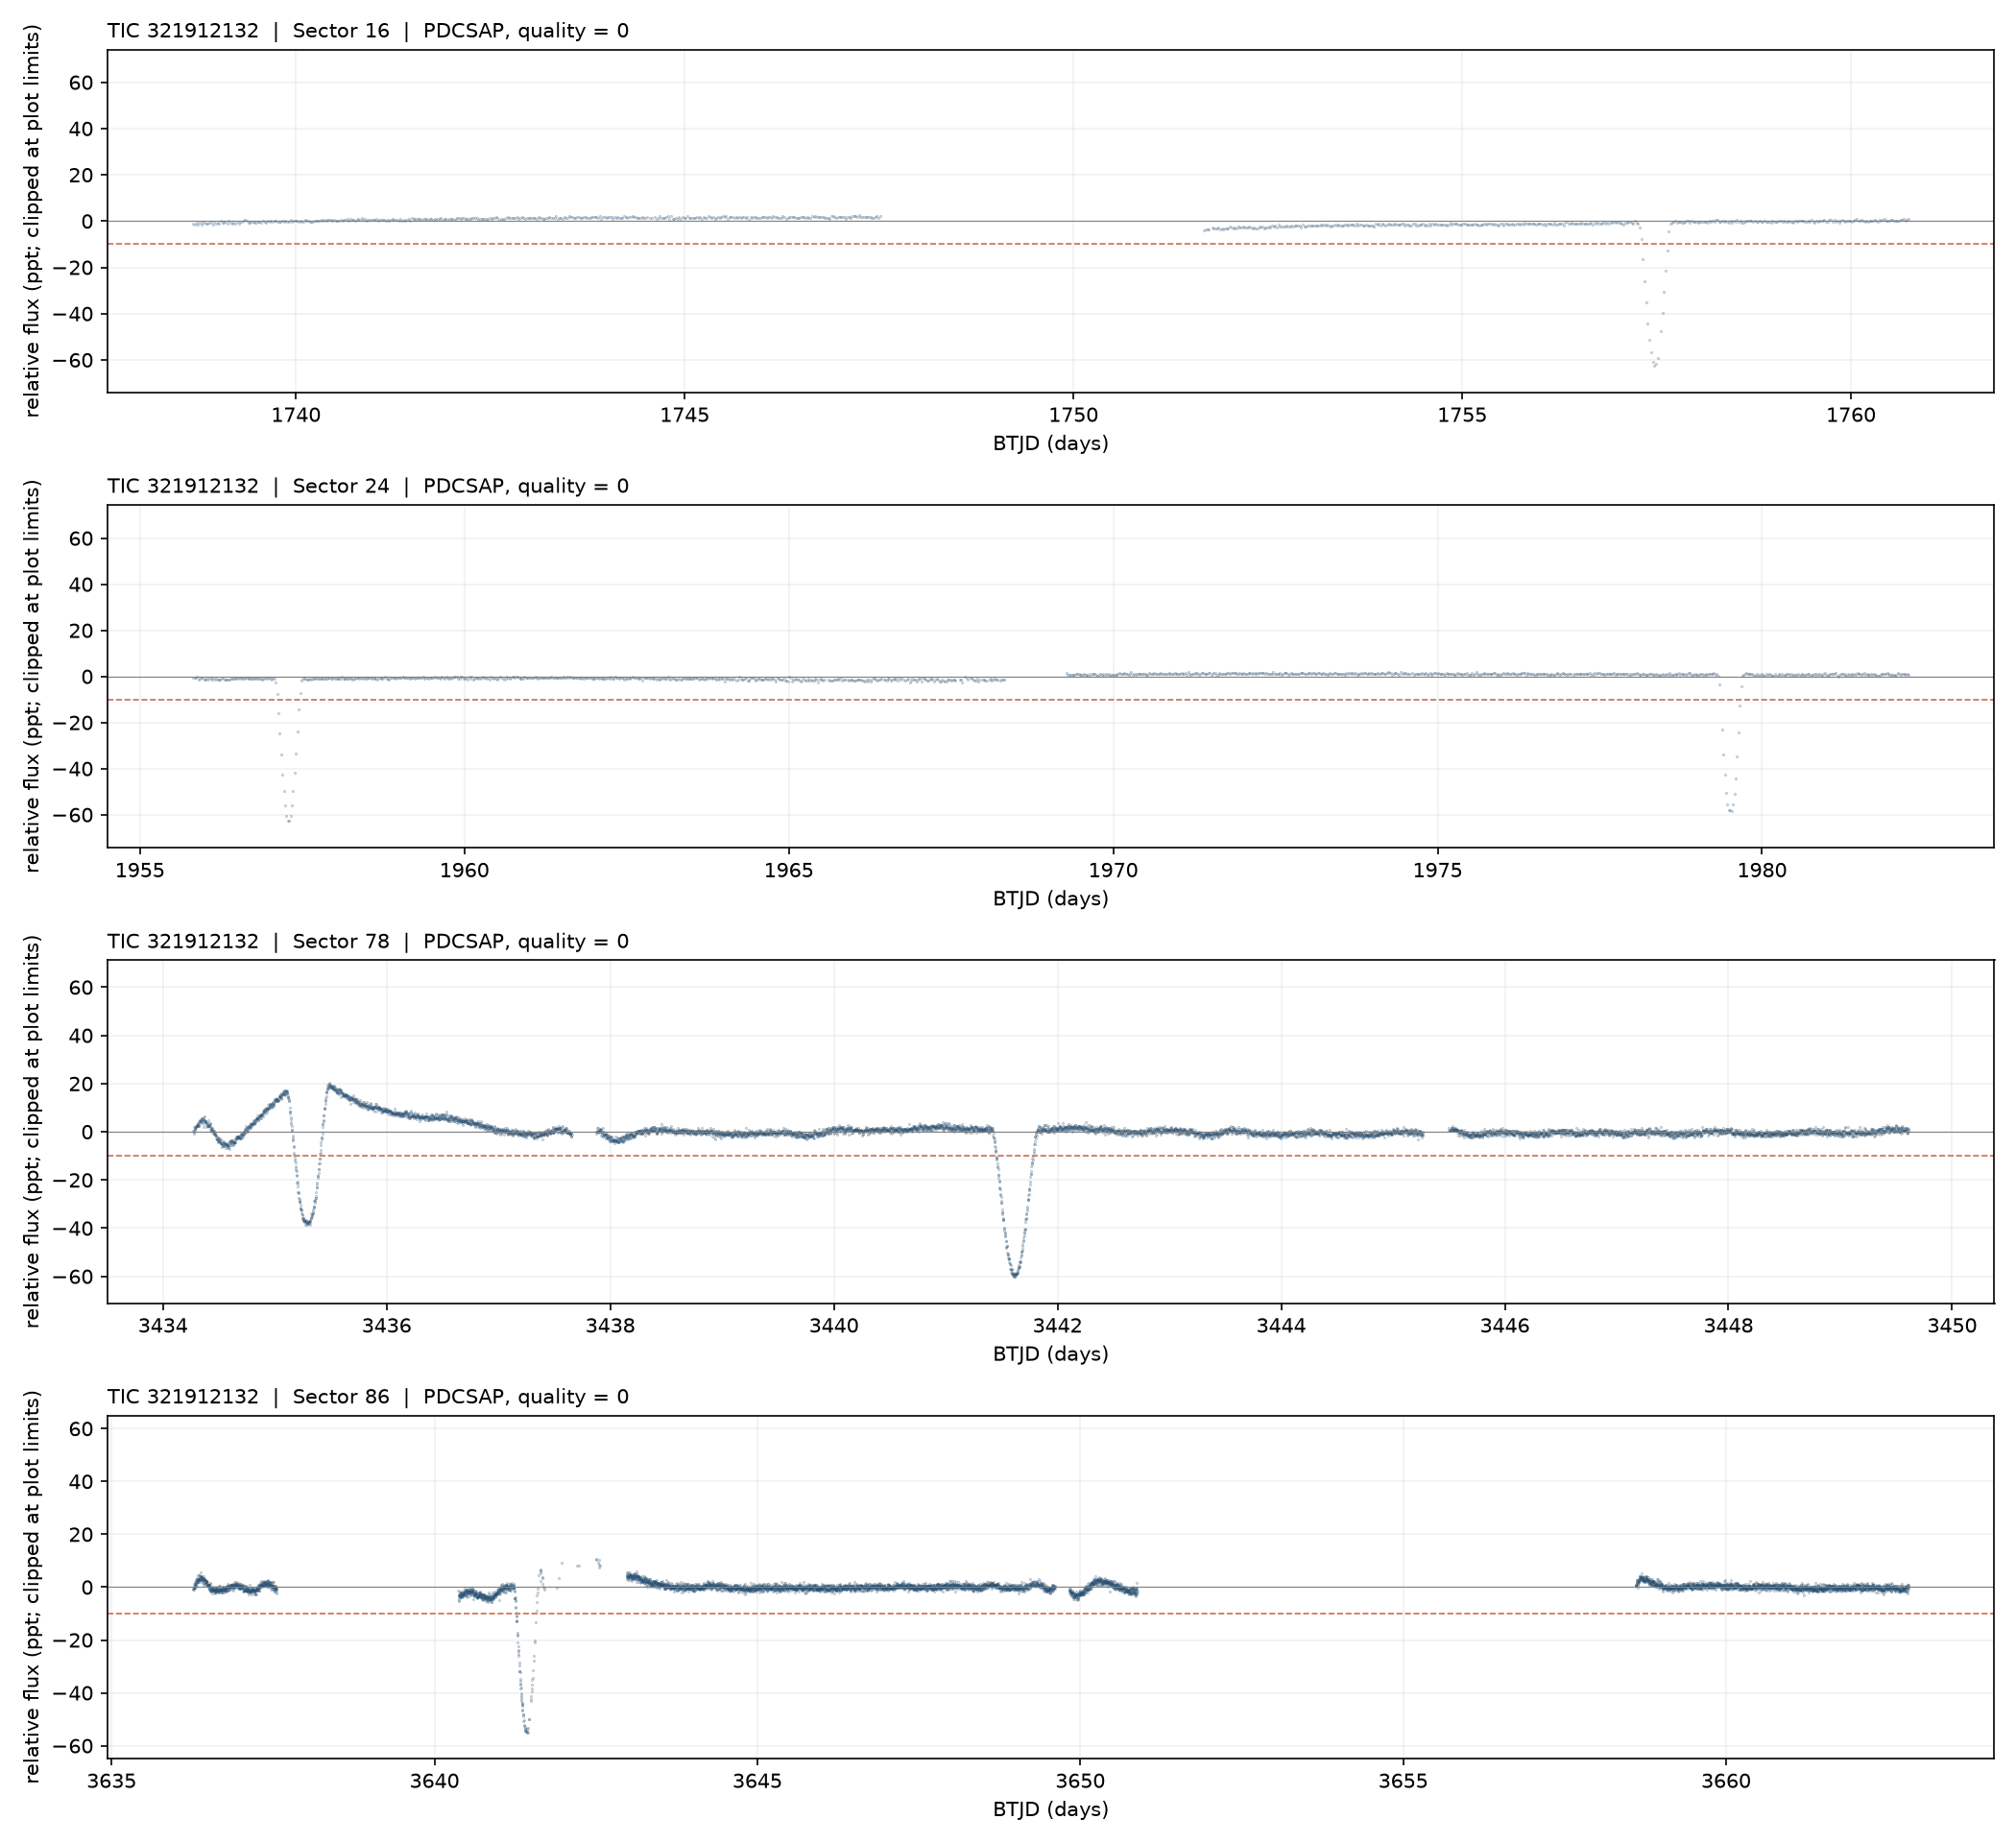 TIC 321912132 | Sector 16 | PDCSAP, quality = 0
relative flux (ppt; clipped at plot limits)
60
40
20
0
−20
−40
−60
1740 1745 1750 1755 1760
BTJD (days)
TIC 321912132 | Sector 24 | PDCSAP, quality = 0
relative flux (ppt; clipped at plot limits)
60
40
20
0
−20
−40
−60
1955 1960 1965 1970 1975 1980
BTJD (days)
TIC 321912132 | Sector 78 | PDCSAP, quality = 0
relative flux (ppt; clipped at plot limits)
60
40
20
0
−20
−40
−60
3434 3436 3438 3440 3442 3444 3446 3448 3450
BTJD (days)
TIC 321912132 | Sector 86 | PDCSAP, quality = 0
relative flux (ppt; clipped at plot limits)
60
40
20
0
−20
−40
−60
3635 3640 3645 3650 3655 3660
BTJD (days)